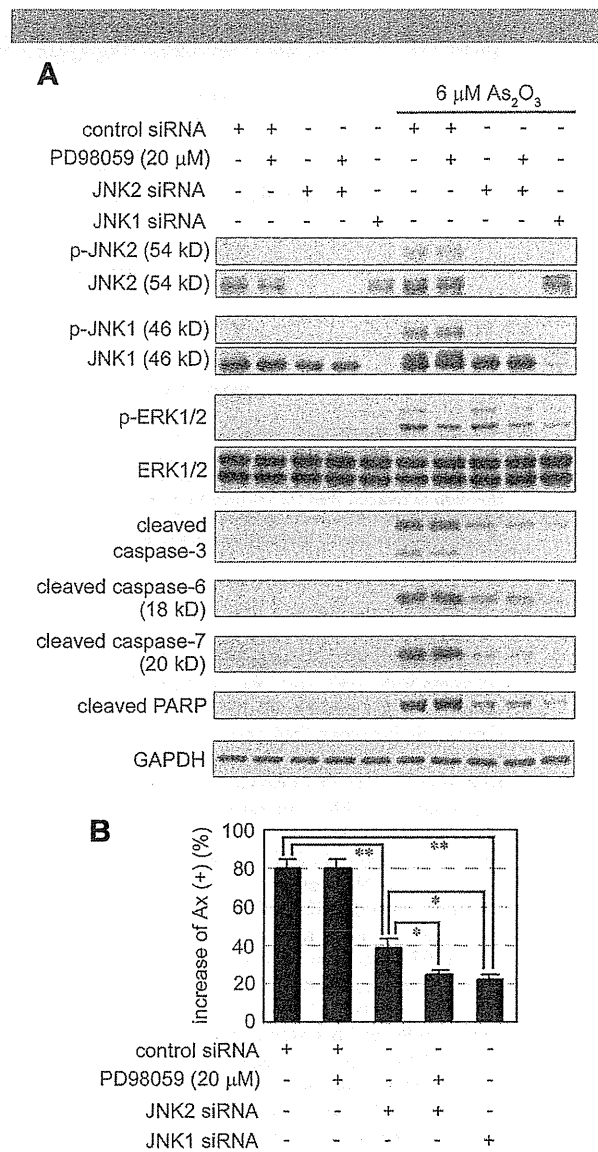 A
6 μM As₂O₃
control siRNA + + - - - + + - - -
PD98059 (20 μM) - + - + - - + - + -
JNK2 siRNA - - + + - - - + + -
JNK1 siRNA - - - - + - - - - +
p-JNK2 (54 kD)
JNK2 (54 kD)
p-JNK1 (46 kD)
JNK1 (46 kD)
p-ERK1/2
ERK1/2
cleaved
caspase-3
cleaved caspase-6
(18 kD)
cleaved caspase-7
(20 kD)
cleaved PARP
GAPDH
B
increase of Ax (+) (%)
100
80
60
40
20
0
** **
*
*
control siRNA + + - - -
PD98059 (20 μM) - + - + -
JNK2 siRNA - - + + -
JNK1 siRNA - - - - +